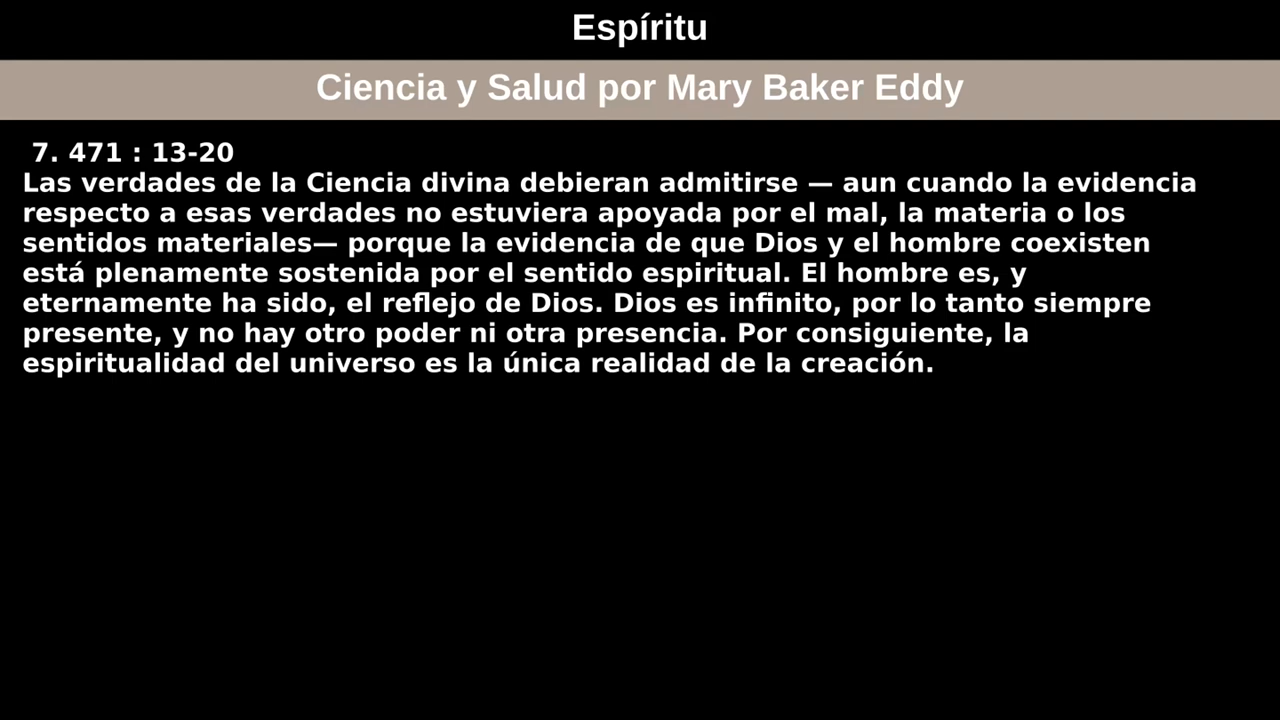 Espíritu
Ciencia y Salud por Mary Baker Eddy
7. 471 : 13-20
Las verdades de la Ciencia divina debieran admitirse — aun cuando la evidencia
respecto a esas verdades no estuviera apoyada por el mal, la materia o los
sentidos materiales— porque la evidencia de que Dios y el hombre coexisten
está plenamente sostenida por el sentido espiritual. El hombre es, y
eternamente ha sido, el reflejo de Dios. Dios es infinito, por lo tanto siempre
presente, y no hay otro poder ni otra presencia. Por consiguiente, la
espiritualidad del universo es la única realidad de la creación.